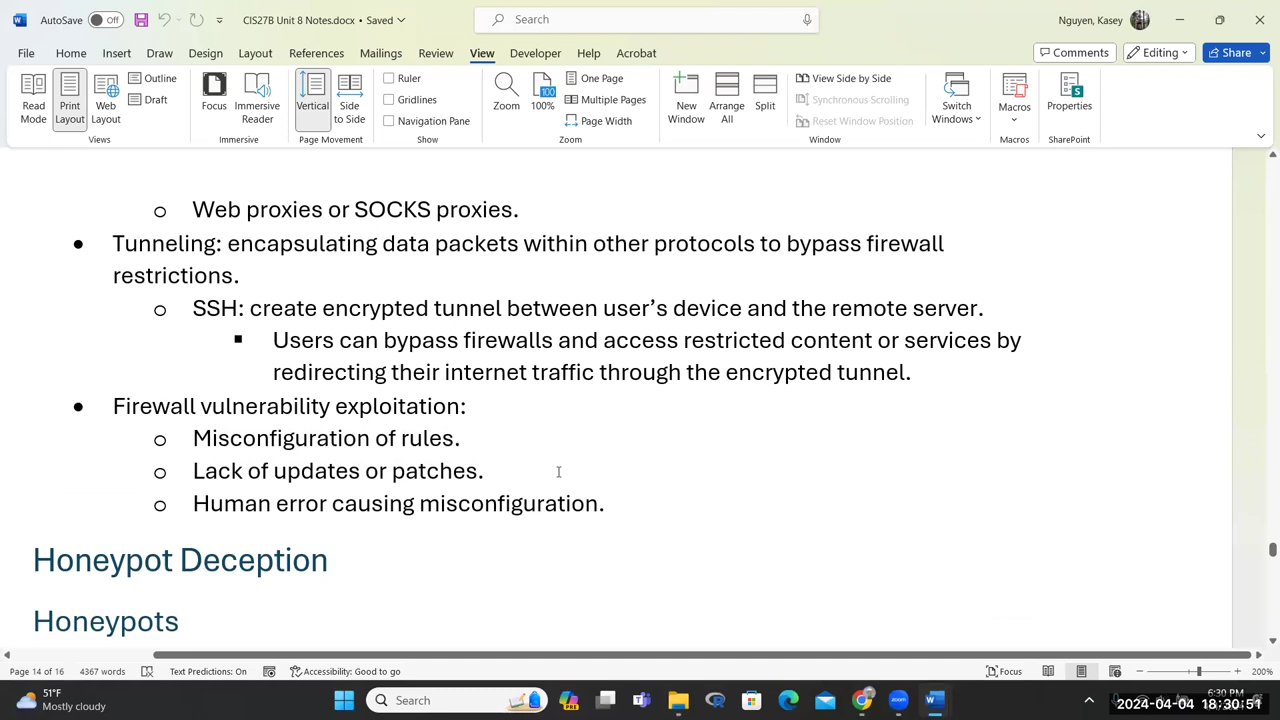 AutoSave Off CIS27B Unit 8 Notes.docx • Saved Search Nguyen, Kasey
File Home Insert Draw Design Layout References Mailings Review View Developer Help Acrobat Comments Editing Share
Read Mode Print Layout Web Layout Outline Draft Focus Immersive Reader Vertical Side to Side Ruler Gridlines Navigation Pane Zoom 100% One Page Multiple Pages Page Width New Window Arrange All Split View Side by Side Synchronous Scrolling Reset Window Position Switch Windows Macros Properties
Views Immersive Page Movement Show Zoom Window Macros SharePoint
o Web proxies or SOCKS proxies.
• Tunneling: encapsulating data packets within other protocols to bypass firewall
restrictions.
o SSH: create encrypted tunnel between user’s device and the remote server.
▪ Users can bypass firewalls and access restricted content or services by
redirecting their internet traffic through the encrypted tunnel.
• Firewall vulnerability exploitation:
o Misconfiguration of rules.
o Lack of updates or patches.
o Human error causing misconfiguration.
Honeypot Deception
Honeypots
Page 14 of 16 4367 words Text Predictions: On Accessibility: Good to go Focus 200%
51°F
Mostly cloudy
Search
6:30 PM
2024-04-04 18:30:51